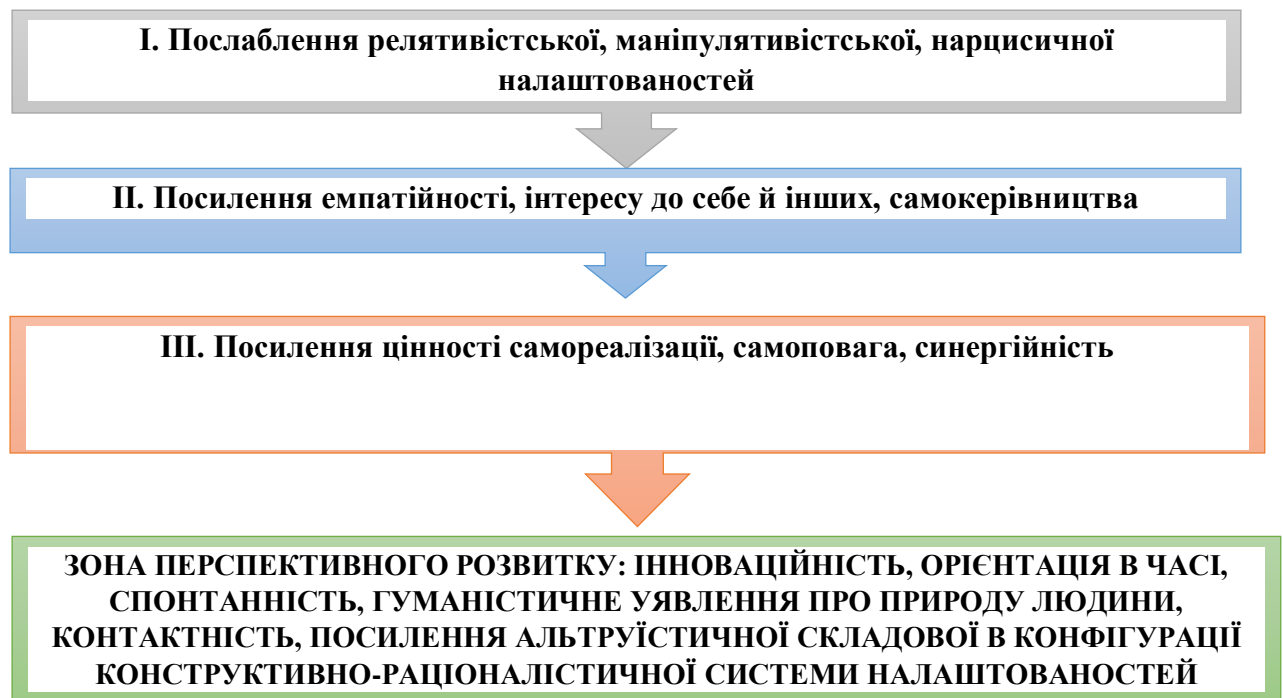 І. Послаблення релятивістської, маніпулятивістської, нарцисичної
налаштованостей
ІІ. Посилення емпатійності, інтересу до себе й інших, самокерівництва
ІІІ. Посилення цінності самореалізації, самоповага, синергійність
ЗОНА ПЕРСПЕКТИВНОГО РОЗВИТКУ: ІННОВАЦІЙНІСТЬ, ОРІЄНТАЦІЯ В ЧАСІ,
СПОНТАННІСТЬ, ГУМАНІСТИЧНЕ УЯВЛЕННЯ ПРО ПРИРОДУ ЛЮДИНИ,
КОНТАКТНІСТЬ, ПОСИЛЕННЯ АЛЬТРУЇСТИЧНОЇ СКЛАДОВОЇ В КОНФІГУРАЦІЇ
КОНСТРУКТИВНО-РАЦІОНАЛІСТИЧНОЇ СИСТЕМИ НАЛАШТОВАНОСТЕЙ